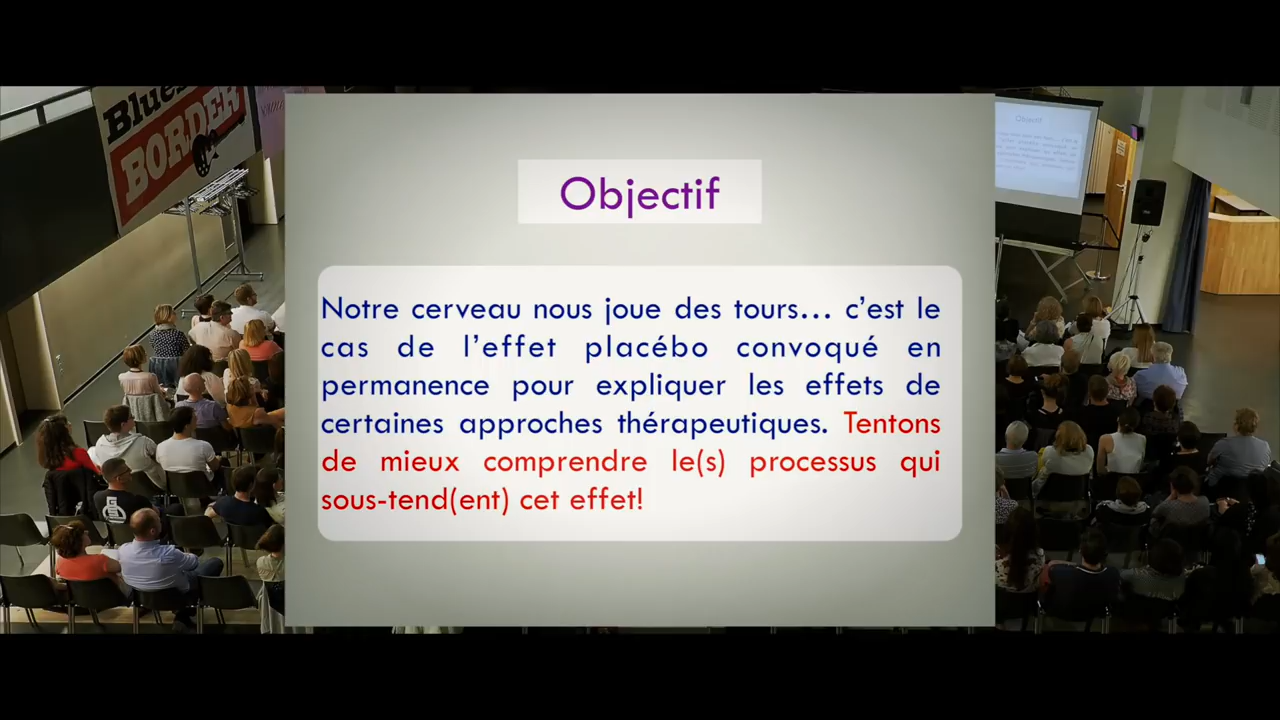 Blues
BORDER
Objectif
Objectif
Notre cerveau nous joue des tours… c’est le
cas de l’effet placébo convoqué en
permanence pour expliquer les effets de
certaines approches thérapeutiques. Tentons
de mieux comprendre le(s) processus qui
sous-tend(ent) cet effet!